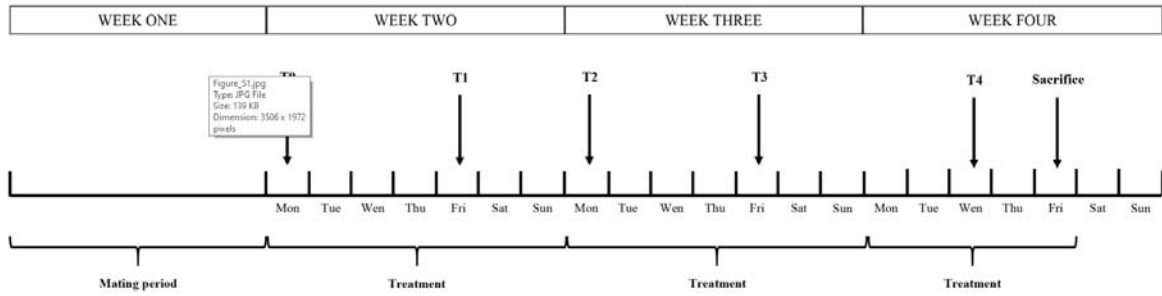 WEEK ONE WEEK TWO WEEK THREE WEEK FOUR
T1 T2 T3 T4 Sacrifice
Figure_S1.jpg
Type: JPG File
Size: 139 KB
Dimension: 3506 x 1972
pixels
Mon Tue Wen Thu Fri Sat Sun Mon Tue Wen Thu Fri Sat Sun Mon Tue Wen Thu Fri Sat Sun
Mating period Treatment Treatment Treatment